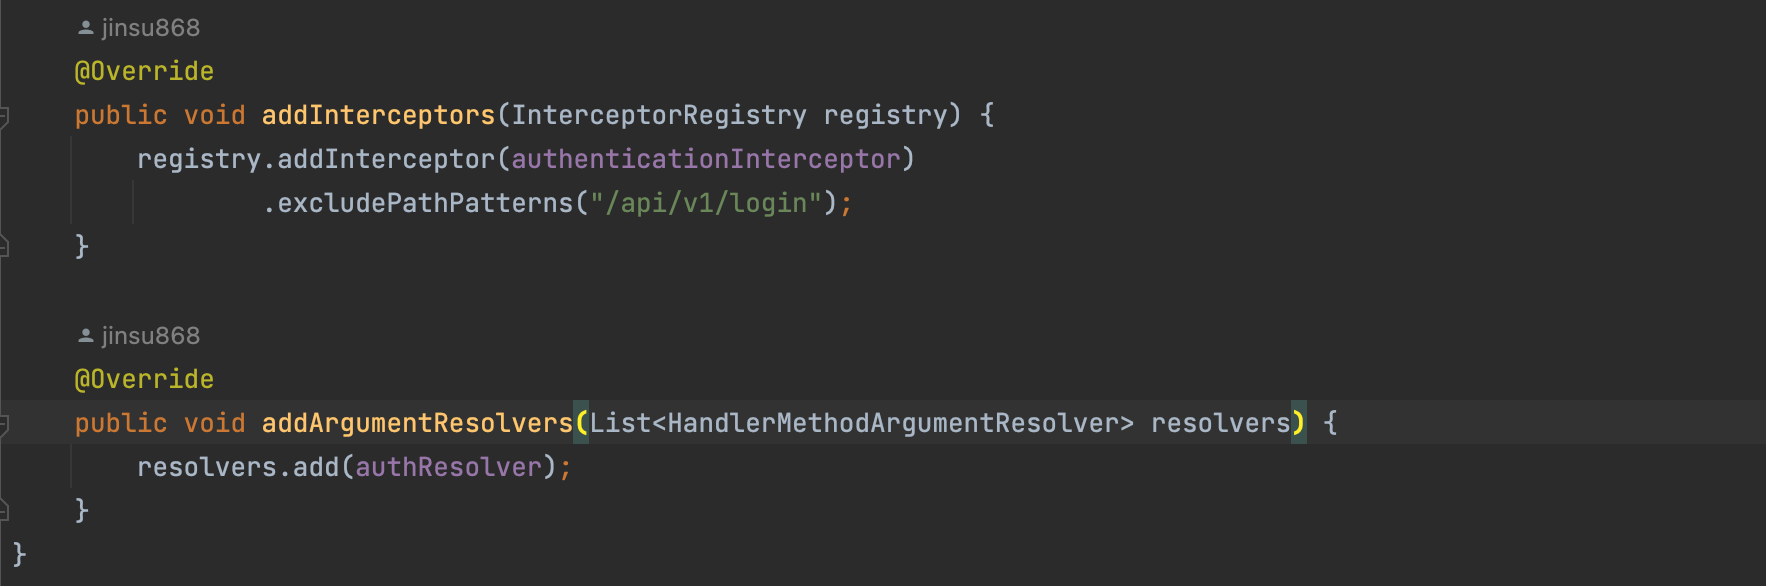 jinsu868
@Override
public void addInterceptors(InterceptorRegistry registry) {
registry.addInterceptor(authenticationInterceptor)
.excludePathPatterns("/api/v1/login");
}
jinsu868
@Override
public void addArgumentResolvers(List<HandlerMethodArgumentResolver> resolvers) {
resolvers.add(authResolver);
}
}